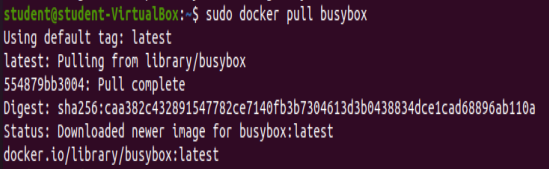 student@student-VirtualBox:~$ sudo docker pull busybox
Using default tag: latest
latest: Pulling from library/busybox
554879bb3004: Pull complete
Digest: sha256:caa382c432891547782ce7140fb3b7304613d3b0438834dce1cad68896ab110a
Status: Downloaded newer image for busybox:latest
docker.io/library/busybox:latest